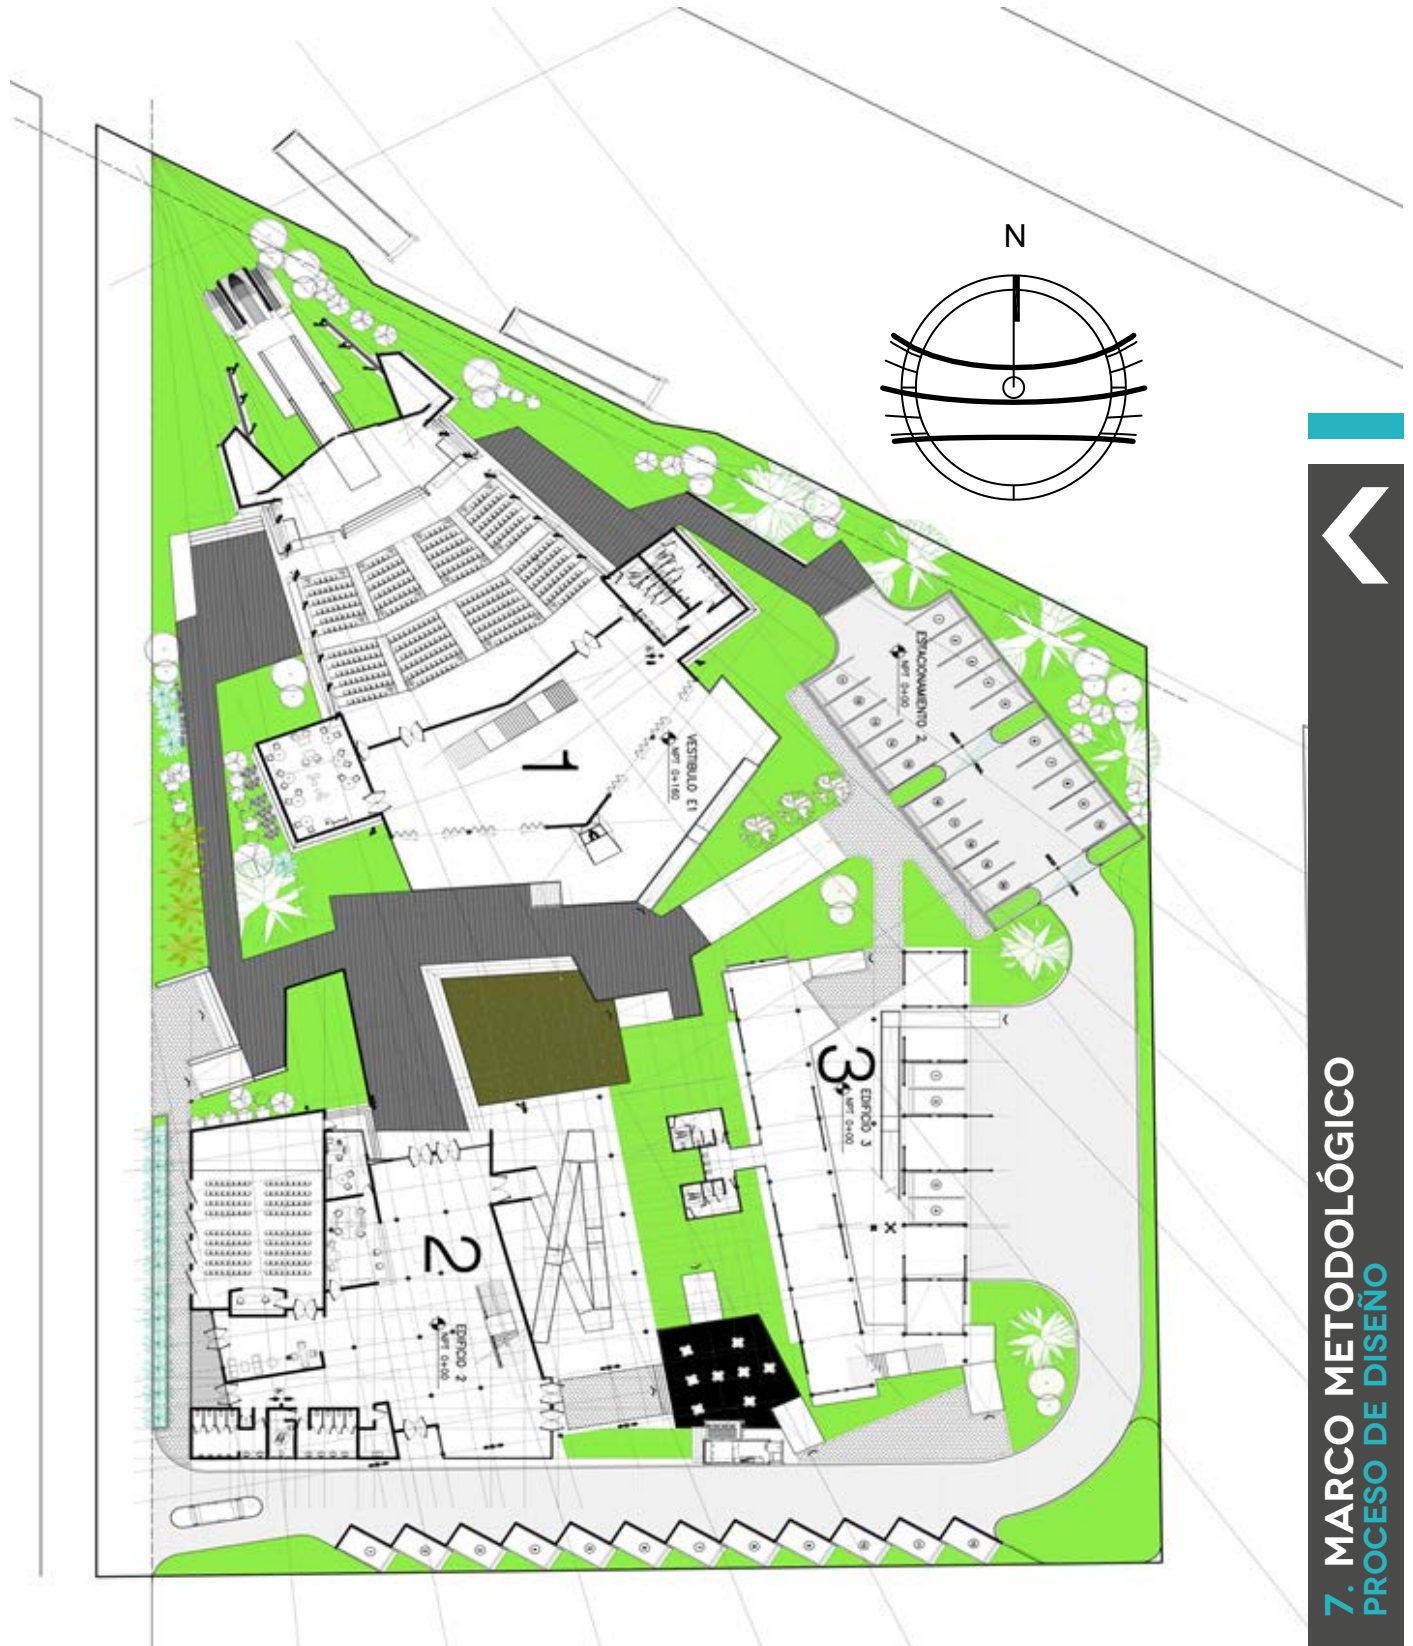 N
ESTACIONAMIENTO 2
NPT 0+00
VESTIBULO E1
NPT 0+160
1
3
EDIFICIO 3
NPT 0+00
2
EDIFICIO 2
NPT 0+00
7. MARCO METODOLÓGICO
PROCESO DE DISEÑO